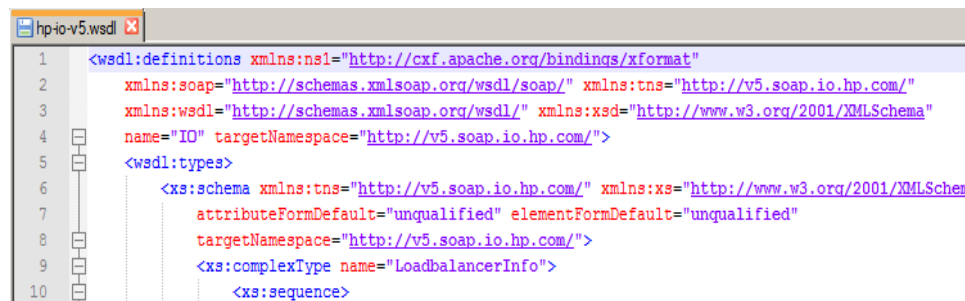 hp-io-v5.wsdl
1 <wsdl:definitions xmlns:ns1="http://cxf.apache.org/bindings/xformat"
2 xmlns:soap="http://schemas.xmlsoap.org/wsdl/soap/" xmlns:tns="http://v5.soap.io.hp.com/"
3 xmlns:wsdl="http://schemas.xmlsoap.org/wsdl/" xmlns:xsd="http://www.w3.org/2001/XMLSchema"
4 name="IO" targetNamespace="http://v5.soap.io.hp.com/">
5 <wsdl:types>
6 <xs:schema xmlns:tns="http://v5.soap.io.hp.com/" xmlns:xs="http://www.w3.org/2001/XMLSchem
7 attributeFormDefault="unqualified" elementFormDefault="unqualified"
8 targetNamespace="http://v5.soap.io.hp.com/">
9 <xs:complexType name="LoadbalancerInfo">
10 <xs:sequence>